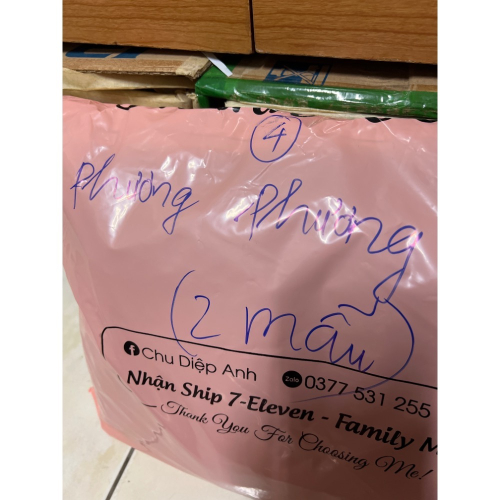 4
Phương Phương
(2 mẫu)
Chu Diệp Anh Zalo 0377 531 255
Nhận Ship 7-Eleven - Family M
Thank You For Choosing Me!